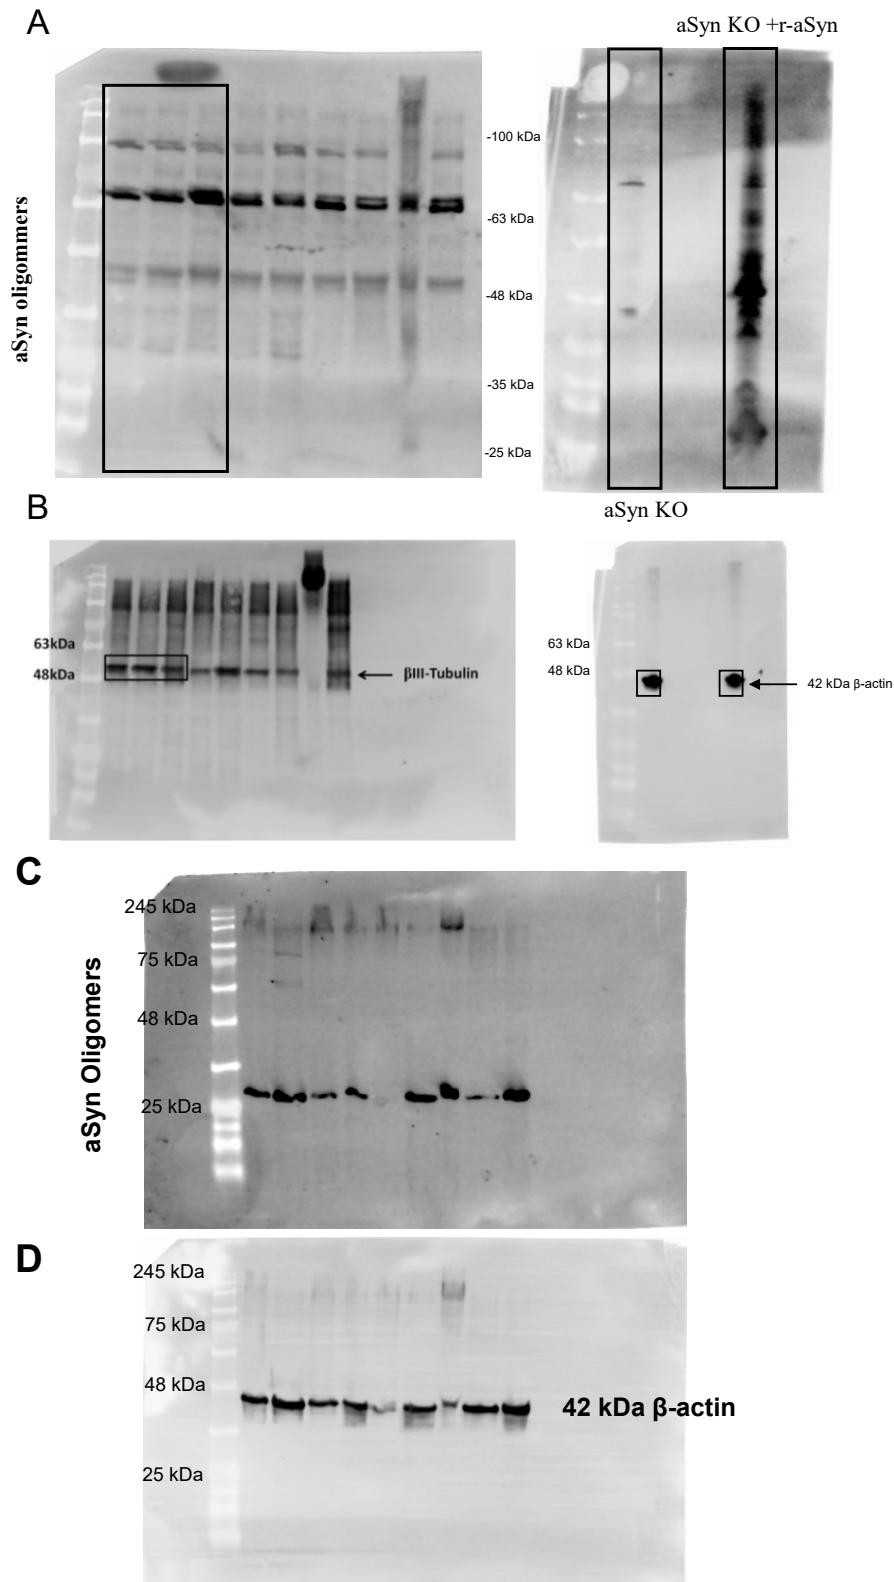 A
aSyn KO +r-aSyn
aSyn oligommers
-100 kDa
-63 kDa
-48 kDa
-35 kDa
-25 kDa
aSyn KO
B
63kDa
48kDa
βIII-Tubulin
63 kDa
48 kDa
42 kDa β-actin
C
aSyn Oligomers
245 kDa
75 kDa
48 kDa
25 kDa
D
245 kDa
75 kDa
48 kDa
42 kDa β-actin
25 kDa